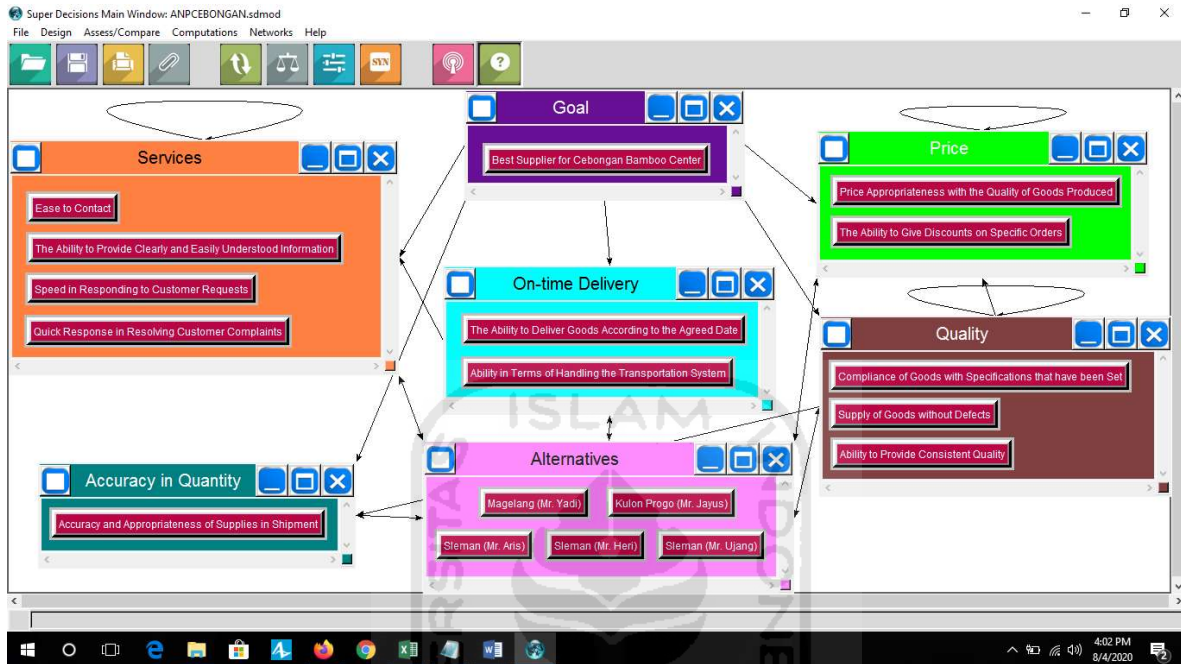 Super Decisions Main Window: ANPCEBONGAN.sdmod
File Design Assess/Compare Computations Networks Help
SYN
Goal
Best Supplier for Cebongan Bamboo Center
Services
Ease to Contact
The Ability to Provide Clearly and Easily Understood Information
Speed in Responding to Customer Requests
Quick Response in Resolving Customer Complaints
Price
Price Appropriateness with the Quality of Goods Produced
The Ability to Give Discounts on Specific Orders
On-time Delivery
The Ability to Deliver Goods According to the Agreed Date
Ability in Terms of Handling the Transportation System
Quality
Compliance of Goods with Specifications that have been Set
Supply of Goods without Defects
Ability to Provide Consistent Quality
Accuracy in Quantity
Accuracy and Appropriateness of Supplies in Shipment
Alternatives
Magelang (Mr. Yadi)
Kulon Progo (Mr. Jayus)
Sleman (Mr. Aris)
Sleman (Mr. Heri)
Sleman (Mr. Ujang)
ISLAM
4:02 PM
8/4/2020